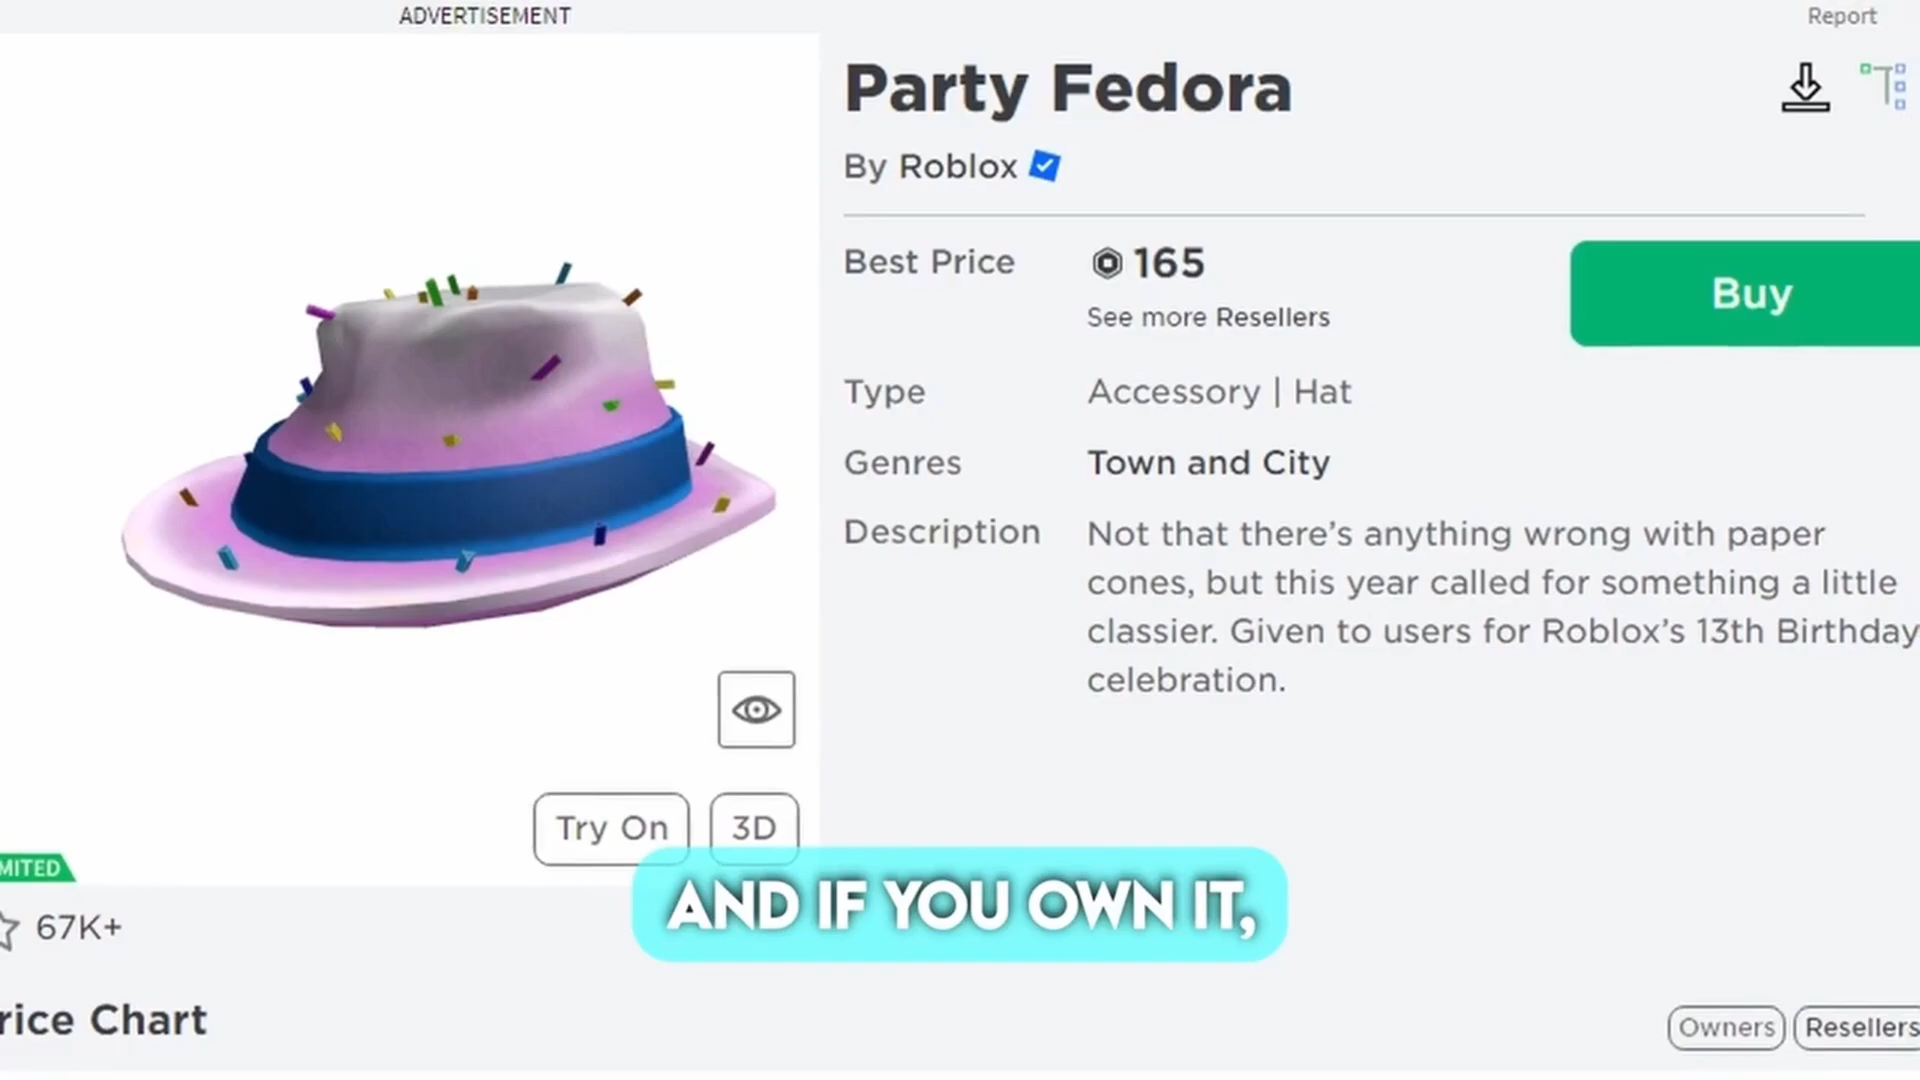 ADVERTISEMENT
Report
Party Fedora
By Roblox
Best Price
165
Buy
See more Resellers
Type
Accessory | Hat
Genres
Town and City
Description
Not that there's anything wrong with paper
cones, but this year called for something a little
classier. Given to users for Roblox's 13th Birthday
celebration.
Try On
3D
MITED
AND IF YOU OWN IT,
67K+
rice Chart
Owners
Resellers